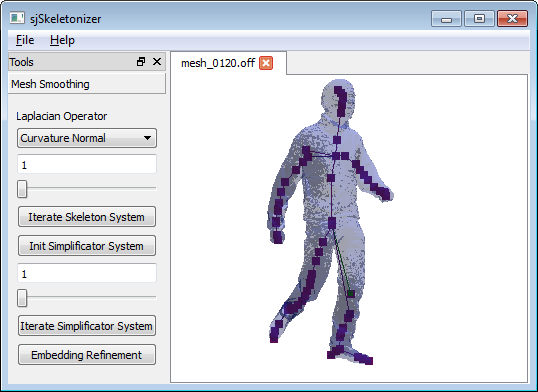 sjSkeletonizer
File Help
Tools
Mesh Smoothing
mesh_0120.off
Laplacian Operator
Curvature Normal
1
Iterate Skeleton System
Init Simplificator System
1
Iterate Simplificator System
Embedding Refinement